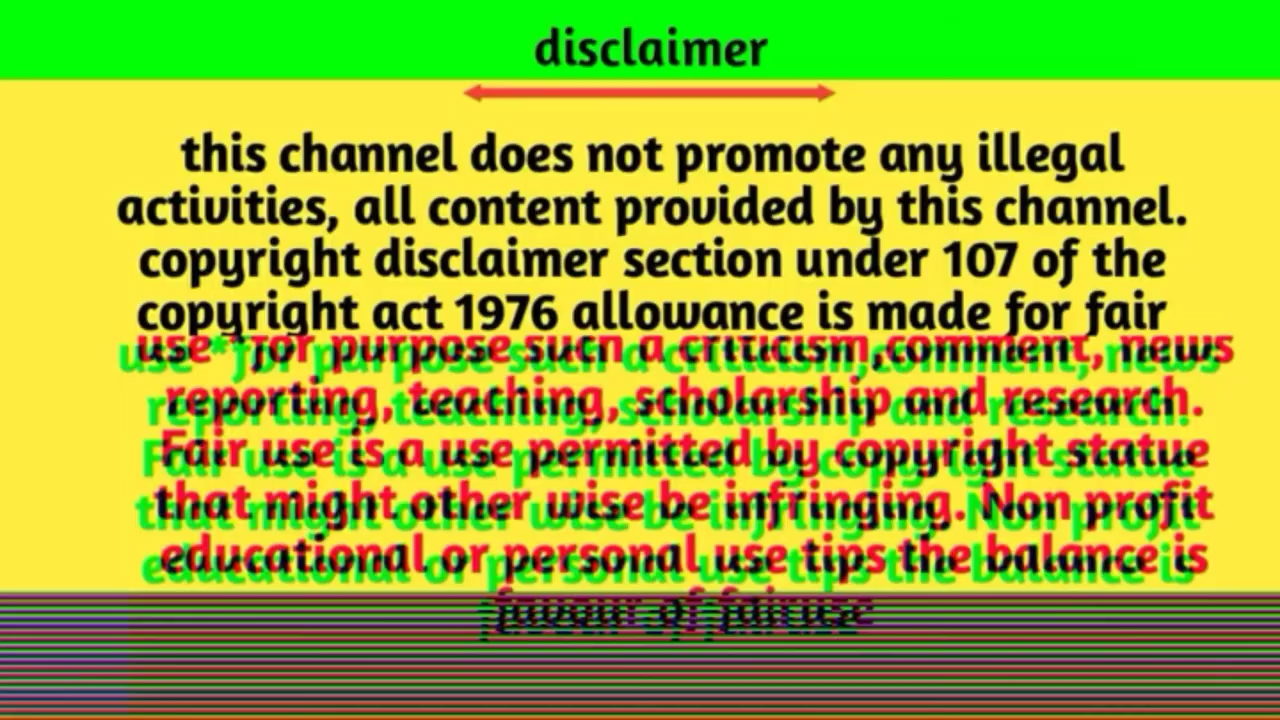 disclaimer
this channel does not promote any illegal
activities, all content provided by this channel.
copyright disclaimer section under 107 of the
copyright act 1976 allowance is made for fair
use" for purpose such a criticism,comment, news
reporting, teaching, scholarship and research.
Fair use is a use permitted by copyright statue
that might other wise be infringing. Non profit
educational or personal use tips the balance is
favour of fair use